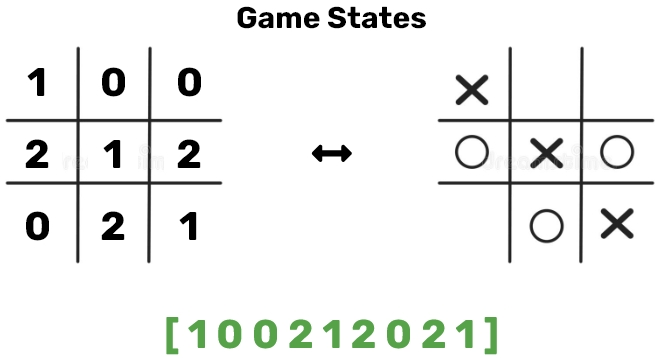 Game States
1 0 0
2 1 2
0 2 1
X
O X O
O X
[ 1 0 0 2 1 2 0 2 1 ]